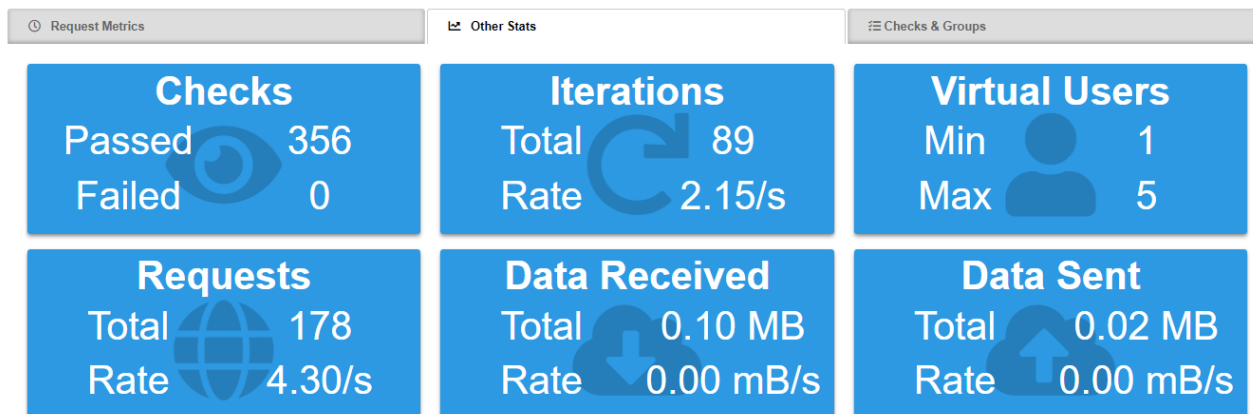 Request Metrics
Other Stats
Checks & Groups
Checks
Passed 356
Failed 0
Iterations
Total 89
Rate 2.15/s
Virtual Users
Min 1
Max 5
Requests
Total 178
Rate 4.30/s
Data Received
Total 0.10 MB
Rate 0.00 mB/s
Data Sent
Total 0.02 MB
Rate 0.00 mB/s